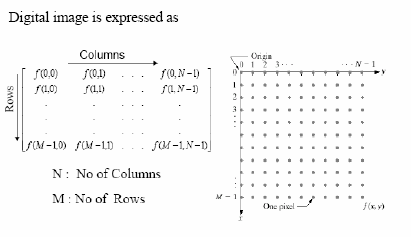 Digital image is expressed as
Columns
Rows
f(0,0) f(0,1) . . . f(0,N-1)
f(1,0) f(1,1) . . . f(1,N-1)
. . .
. . .
. . .
f(M-1,0) f(M-1,1) . . . f(M-1,N-1)
N : No of Columns
M : No of Rows
Origin
0 1 2 3 · · · · · · N - 1
0
y
1
2
3
M - 1
One pixel
x
f(x, y)